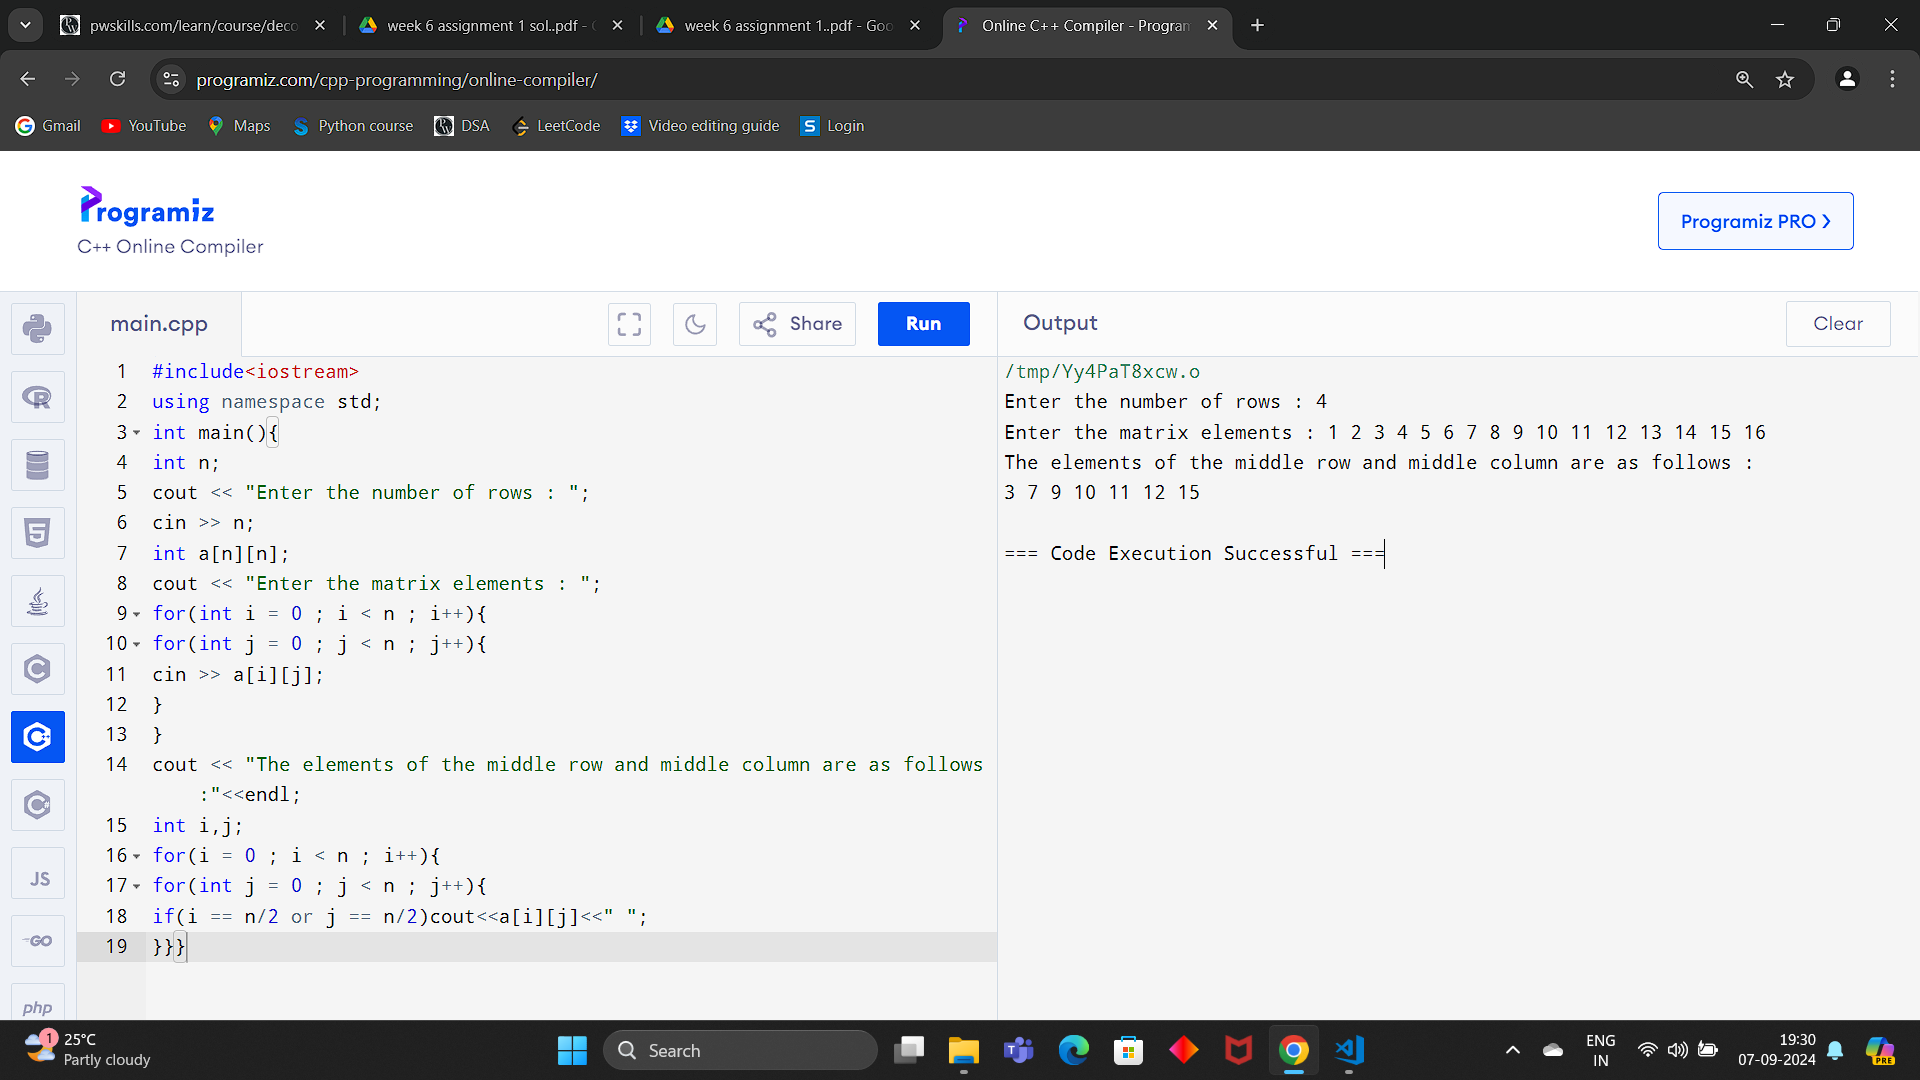 pwskills.com/learn/course/deco
week 6 assignment 1 sol..pdf -
week 6 assignment 1..pdf - Goo
Online C++ Compiler - Program
programiz.com/cpp-programming/online-compiler/
Gmail
YouTube
Maps
Python course
DSA
LeetCode
Video editing guide
Login
Programiz
C++ Online Compiler
Programiz PRO >
main.cpp
Share
Run
Output
Clear
1 #include<iostream>
2 using namespace std;
3 int main(){
4 int n;
5 cout << "Enter the number of rows : ";
6 cin >> n;
7 int a[n][n];
8 cout << "Enter the matrix elements : ";
9 for(int i = 0 ; i < n ; i++){
10 for(int j = 0 ; j < n ; j++){
11 cin >> a[i][j];
12 }
13 }
14 cout << "The elements of the middle row and middle column are as follows
:"<<endl;
15 int i,j;
16 for(i = 0 ; i < n ; i++){
17 for(int j = 0 ; j < n ; j++){
18 if(i == n/2 or j == n/2)cout<<a[i][j]<<" ";
19 }}}
/tmp/Yy4PaT8xcw.o
Enter the number of rows : 4
Enter the matrix elements : 1 2 3 4 5 6 7 8 9 10 11 12 13 14 15 16
The elements of the middle row and middle column are as follows :
3 7 9 10 11 12 15
=== Code Execution Successful ===
JS
GO
php
1
25°C
Partly cloudy
Search
ENG
IN
19:30
07-09-2024
PRE